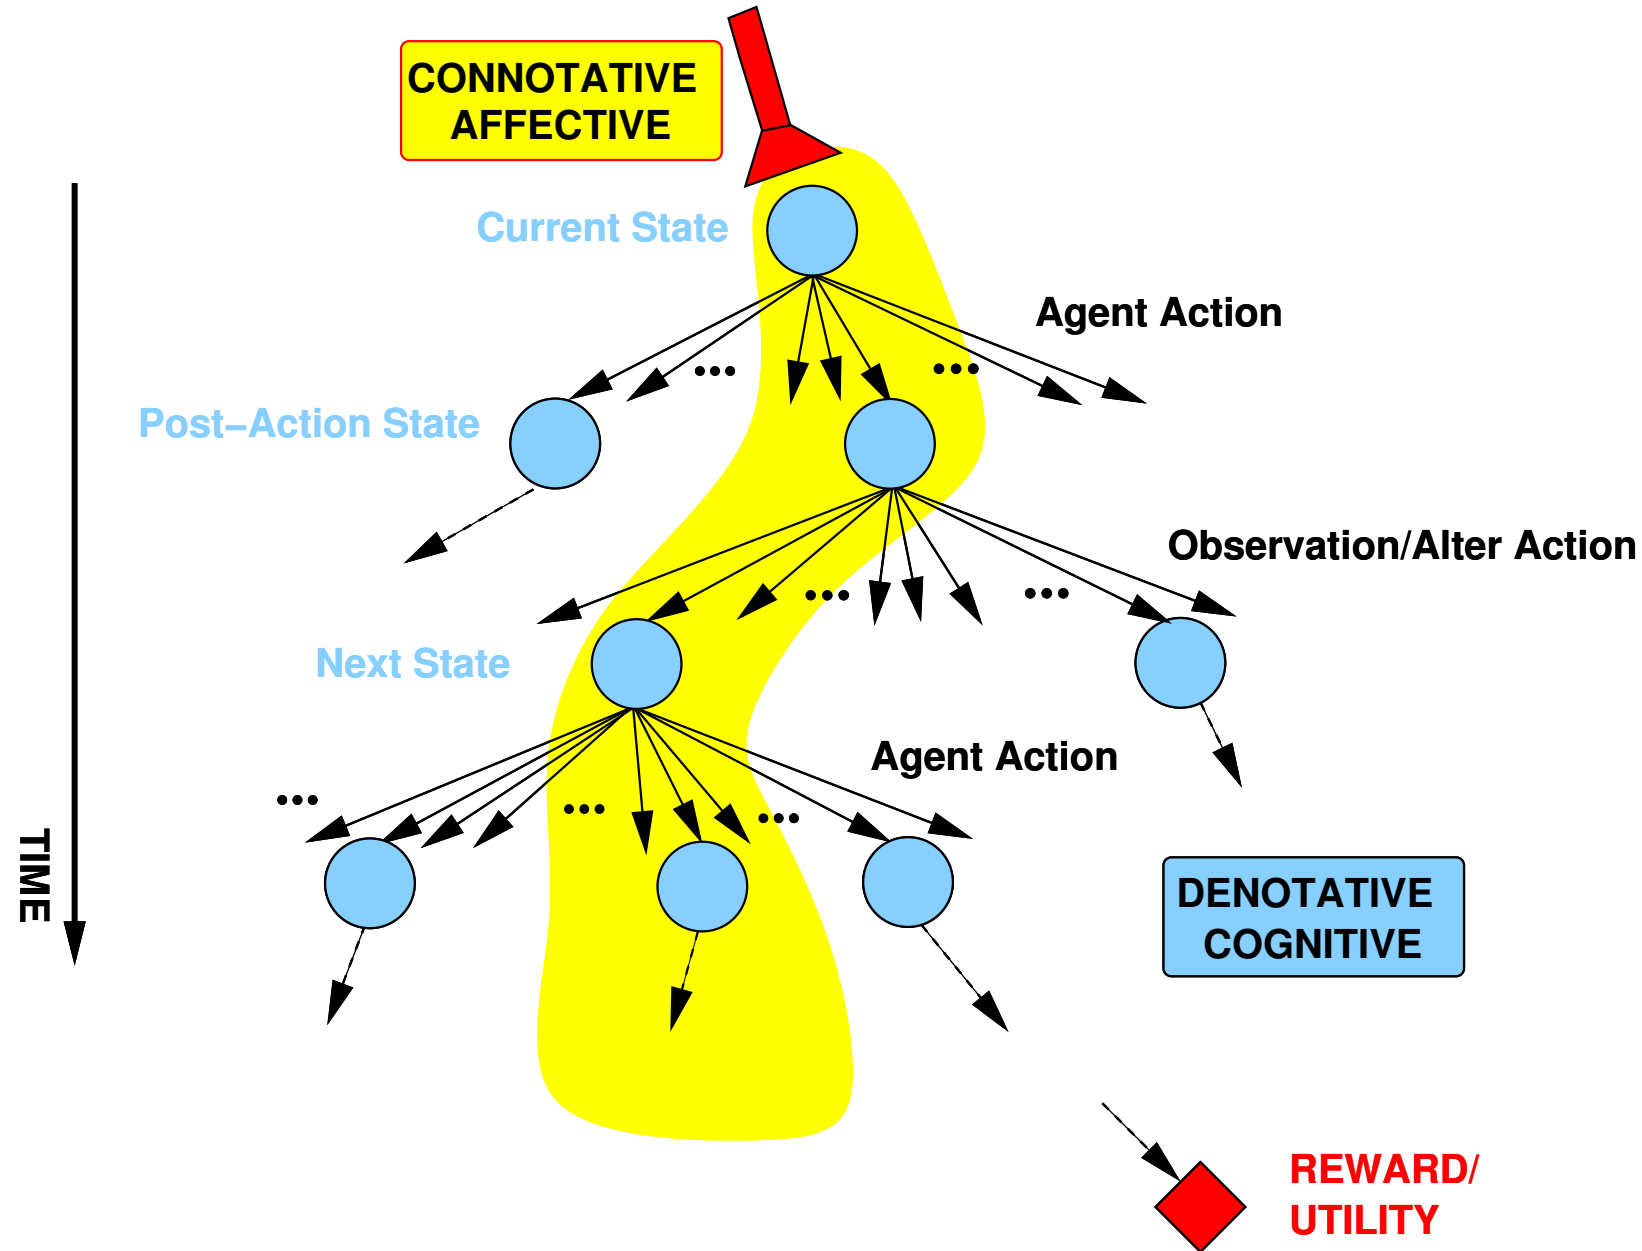 CONNOTATIVE
AFFECTIVE
Current State
Agent Action
...
...
Post–Action State
Observation/Alter Action
...
...
Next State
Agent Action
...
...
...
TIME
DENOTATIVE
COGNITIVE
REWARD/
UTILITY